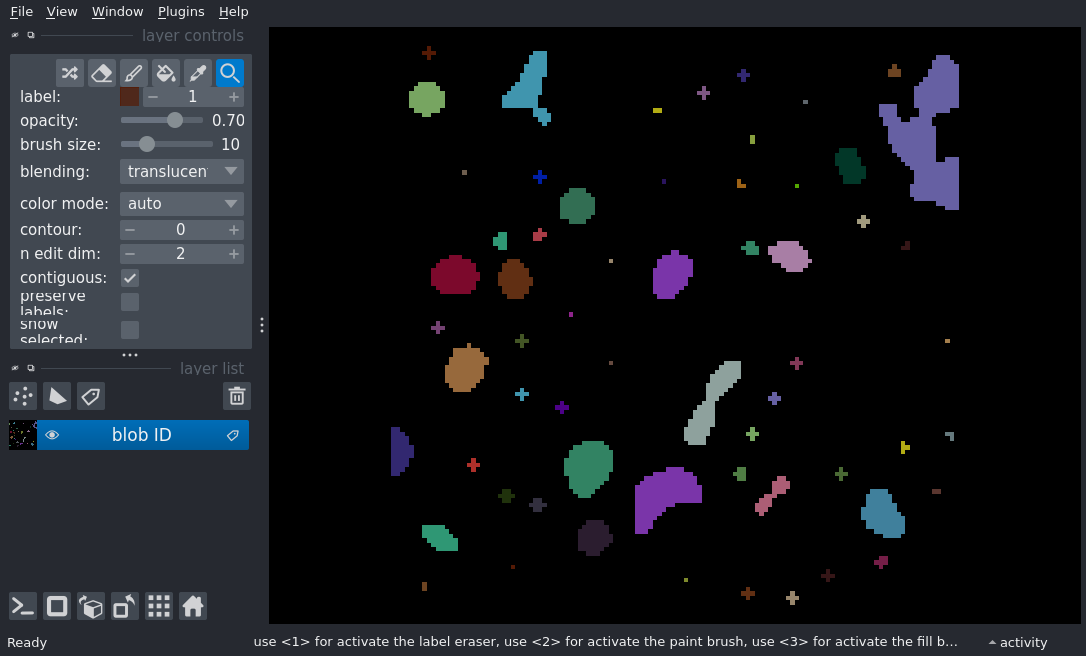 File View Window Plugins Help
layer controls
label: 1
opacity: 0.70
brush size: 10
blending: translucen
color mode: auto
contour: 0
n edit dim: 2
contiguous:
preserve
labels:
show
selected:
layer list
blob ID
Ready use <1> for activate the label eraser, use <2> for activate the paint brush, use <3> for activate the fill b... activity